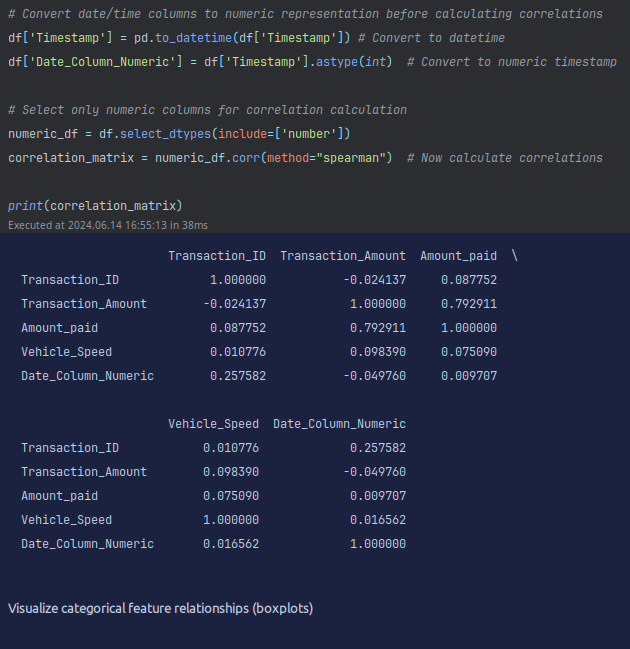 # Convert date/time columns to numeric representation before calculating correlations
df['Timestamp'] = pd.to_datetime(df['Timestamp']) # Convert to datetime
df['Date_Column_Numeric'] = df['Timestamp'].astype(int)  # Convert to numeric timestamp
# Select only numeric columns for correlation calculation
numeric_df = df.select_dtypes(include=['number'])
correlation_matrix = numeric_df.corr(method="spearman")  # Now calculate correlations
print(correlation_matrix)
Executed at 2024.06.14 16:55:13 in 38ms
Transaction_ID  Transaction_Amount  Amount_paid  \
Transaction_ID 1.000000 -0.024137 0.087752
Transaction_Amount -0.024137 1.000000 0.792911
Amount_paid 0.087752 0.792911 1.000000
Vehicle_Speed 0.010776 0.098390 0.075090
Date_Column_Numeric 0.257582 -0.049760 0.009707
Vehicle_Speed  Date_Column_Numeric
Transaction_ID 0.010776 0.257582
Transaction_Amount 0.098390 -0.049760
Amount_paid 0.075090 0.009707
Vehicle_Speed 1.000000 0.016562
Date_Column_Numeric 0.016562 1.000000
Visualize categorical feature relationships (boxplots)